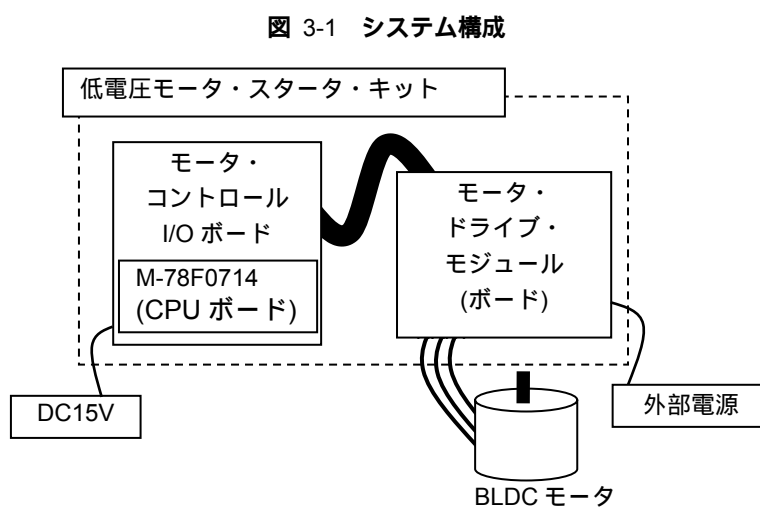 図 3-1 システム構成
低電圧モータ・スタータ・キット
モータ・
コントロール
I/O ボード
M-78F0714
(CPU ボード)
モータ・
ドライブ・
モジュール
(ボード)
DC15V
外部電源
BLDC モータ